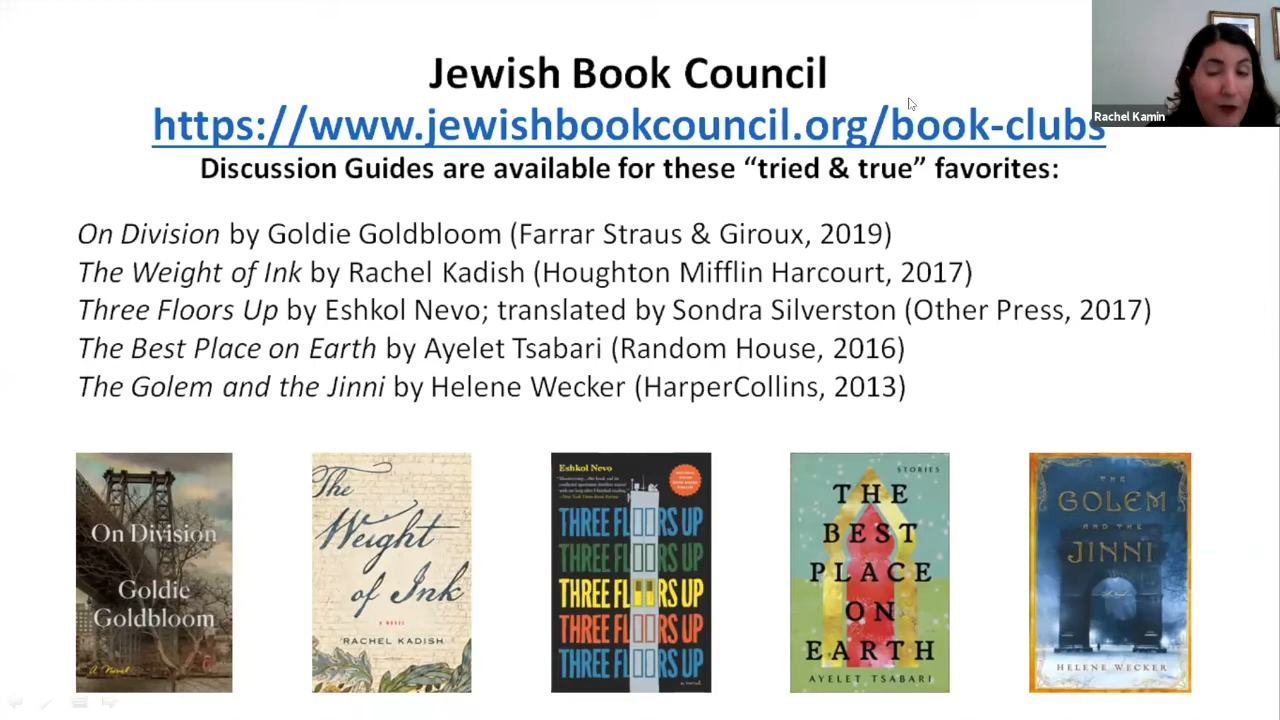 Jewish Book Council
https://www.jewishbookcouncil.org/book-clubs
Discussion Guides are available for these “tried & true” favorites:
Rachel Kamin
On Division by Goldie Goldbloom (Farrar Straus & Giroux, 2019)
The Weight of Ink by Rachel Kadish (Houghton Mifflin Harcourt, 2017)
Three Floors Up by Eshkol Nevo; translated by Sondra Silverston (Other Press, 2017)
The Best Place on Earth by Ayelet Tsabari (Random House, 2016)
The Golem and the Jinni by Helene Wecker (HarperCollins, 2013)
On Division
Goldie
Goldbloom
A Novel
The
Weight
of Ink
A NOVEL
RACHEL KADISH
Eshkol Nevo
THREE FLOORS UP
THREE FLOORS UP
THREE FLOORS UP
THREE FLOORS UP
THREE FLOORS UP
a novel
STORIES
THE
BEST
PLACE
ON
EARTH
AYELET TSABARI
THE
GOLEM
AND THE
JINNI
HELENE WECKER